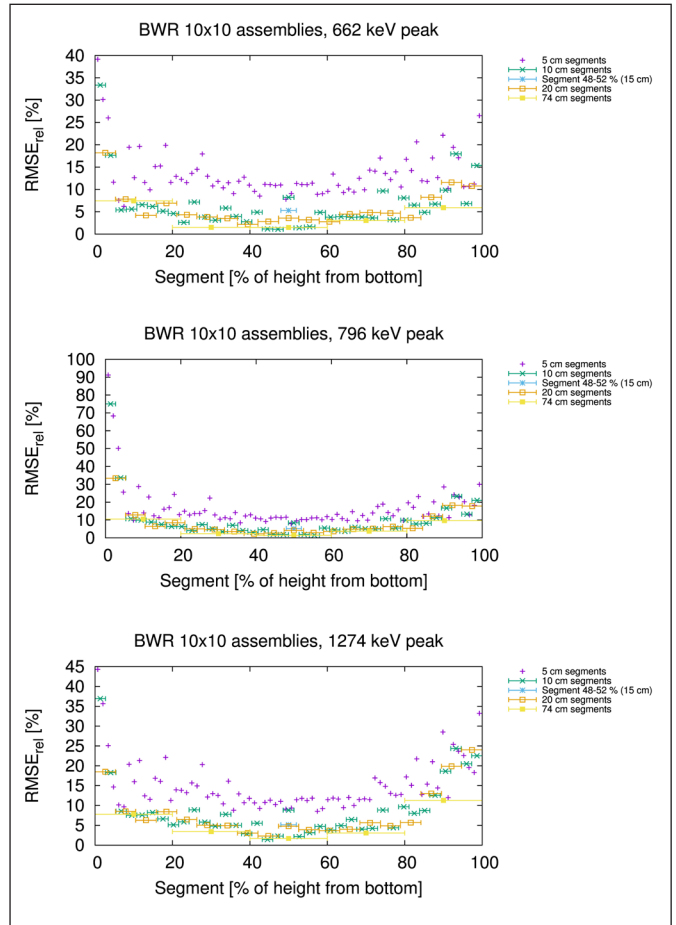 BWR 10x10 assemblies, 662 keV peak
5 cm segments
10 cm segments
Segment 48-52 % (15 cm)
20 cm segments
74 cm segments
RMSErel [%]
40
35
30
25
20
15
10
5
0
0 20 40 60 80 100
Segment [% of height from bottom]
BWR 10x10 assemblies, 796 keV peak
5 cm segments
10 cm segments
Segment 48-52 % (15 cm)
20 cm segments
74 cm segments
RMSErel [%]
100
90
80
70
60
50
40
30
20
10
0
0 20 40 60 80 100
Segment [% of height from bottom]
BWR 10x10 assemblies, 1274 keV peak
5 cm segments
10 cm segments
Segment 48-52 % (15 cm)
20 cm segments
74 cm segments
RMSErel [%]
45
40
35
30
25
20
15
10
5
0
0 20 40 60 80 100
Segment [% of height from bottom]